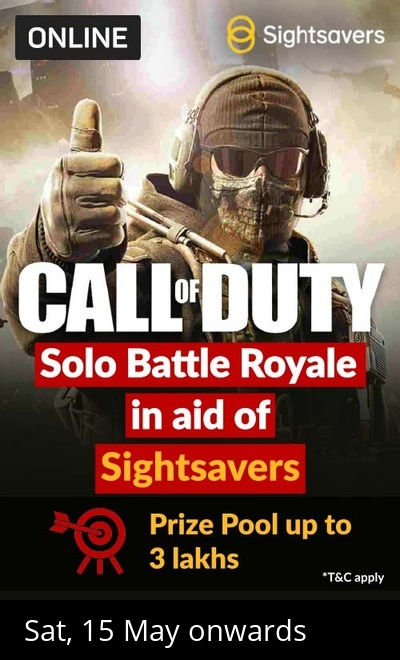 ONLINE
Sightsavers
CALL OF DUTY
Solo Battle Royale
in aid of
Sightsavers
Prize Pool up to
3 lakhs
*T&C apply
Sat, 15 May onwards